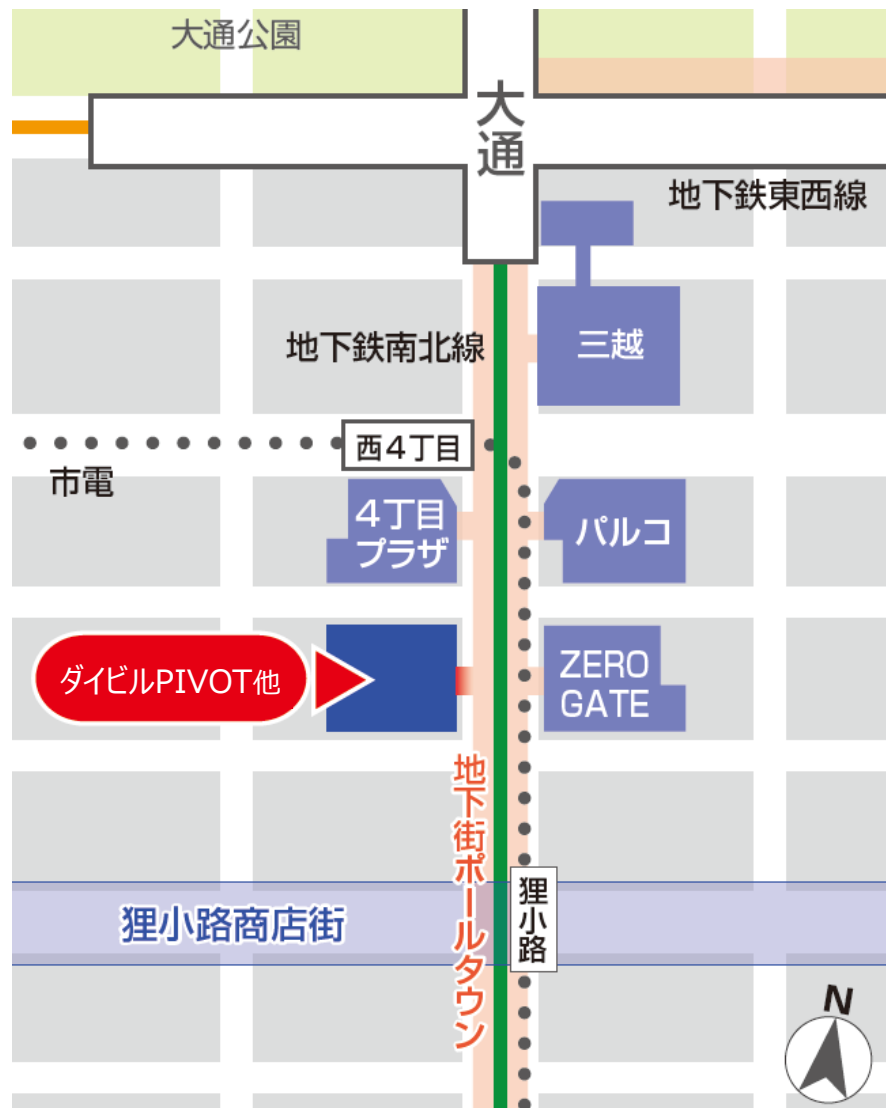 大通公園
大通
地下鉄東西線
地下鉄南北線
三越
西4丁目
市電
4丁目
プラザ
パルコ
ダイビルPIVOT他
ZERO
GATE
地下街ポールタウン
狸小路商店街
狸小路
N